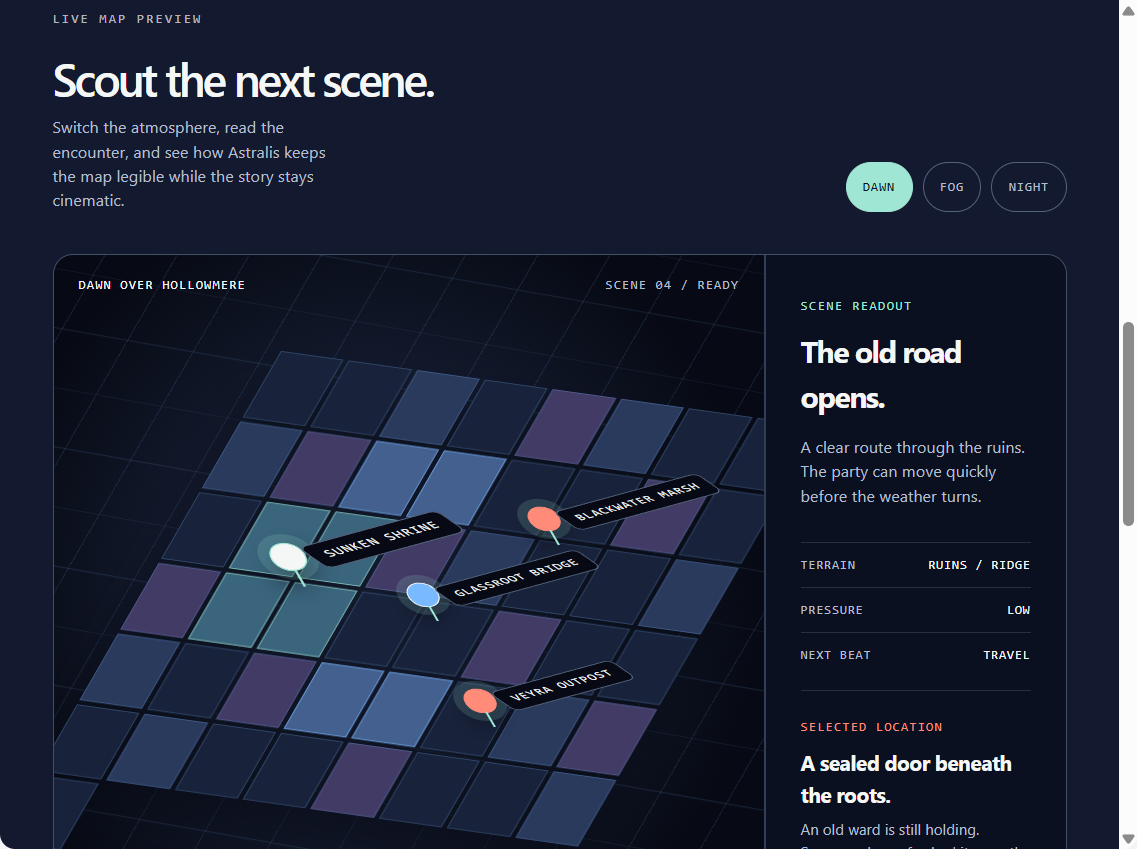 LIVE MAP PREVIEW
Scout the next scene.
Switch the atmosphere, read the
encounter, and see how Astralis keeps
the map legible while the story stays
cinematic.
DAWN
FOG
NIGHT
DAWN OVER HOLLOWMERE
SCENE 04 / READY
BLACKWATER MARSH
SUNKEN SHRINE
GLASSROOT BRIDGE
VEYRA OUTPOST
SCENE READOUT
The old road
opens.
A clear route through the ruins.
The party can move quickly
before the weather turns.
TERRAIN RUINS / RIDGE
PRESSURE LOW
NEXT BEAT TRAVEL
SELECTED LOCATION
A sealed door beneath
the roots.
An old ward is still holding.